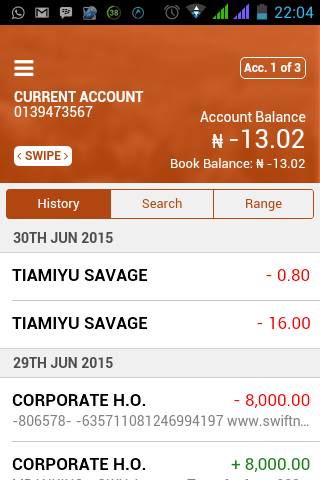 38
22:04
Acc. 1 of 3
CURRENT ACCOUNT
0139473567
Account Balance
₦ -13.02
‹ SWIPE ›
Book Balance: ₦ -13.02
History
Search
Range
30TH JUN 2015
TIAMIYU SAVAGE - 0.80
TIAMIYU SAVAGE - 16.00
29TH JUN 2015
CORPORATE H.O. - 8,000.00
-806578- -635711081246994197 www.swiftn...
CORPORATE H.O. + 8,000.00